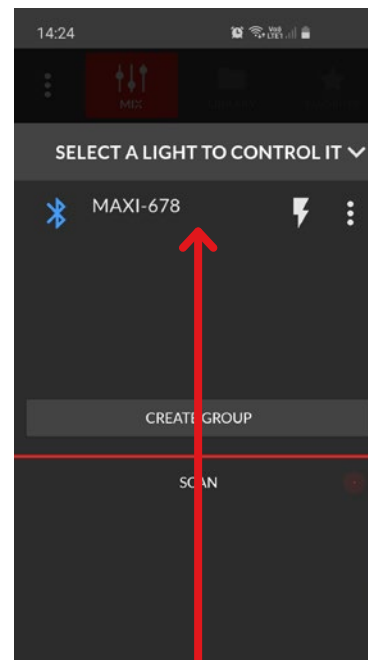 14:24
MIX
SELECT A LIGHT TO CONTROL IT
MAXI-678
CREATE GROUP
SCAN